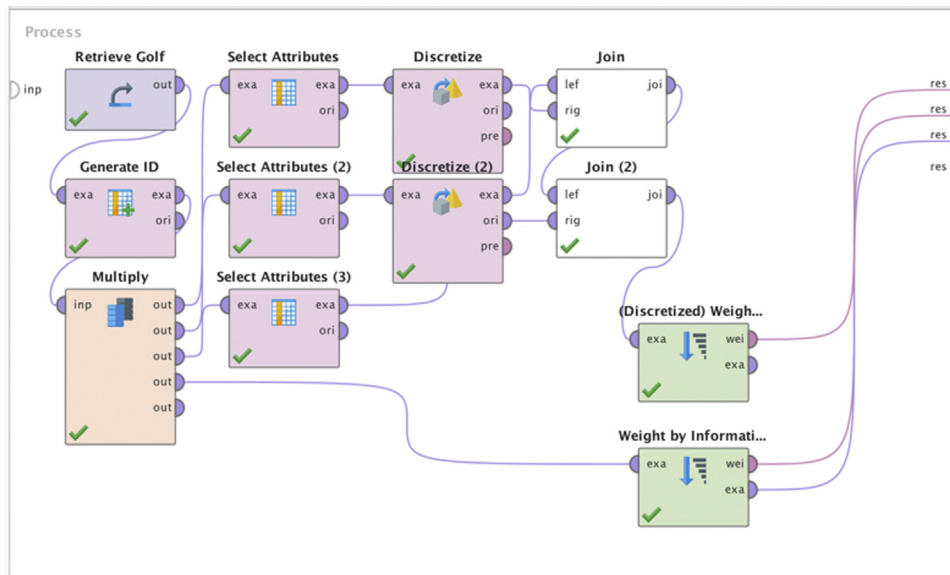 Process
Retrieve Golf
Select Attributes
Discretize
Join
inp
out
exa
exa
exa
exa
lef
joi
res
ori
ori
rig
res
pre
res
Generate ID
Select Attributes (2)
Discretize (2)
Join (2)
res
exa
exa
exa
exa
exa
exa
lef
joi
ori
ori
ori
rig
pre
Multiply
Select Attributes (3)
inp
out
exa
exa
out
ori
(Discretized) Weigh...
out
exa
wei
out
exa
out
Weight by Informati...
exa
wei
exa